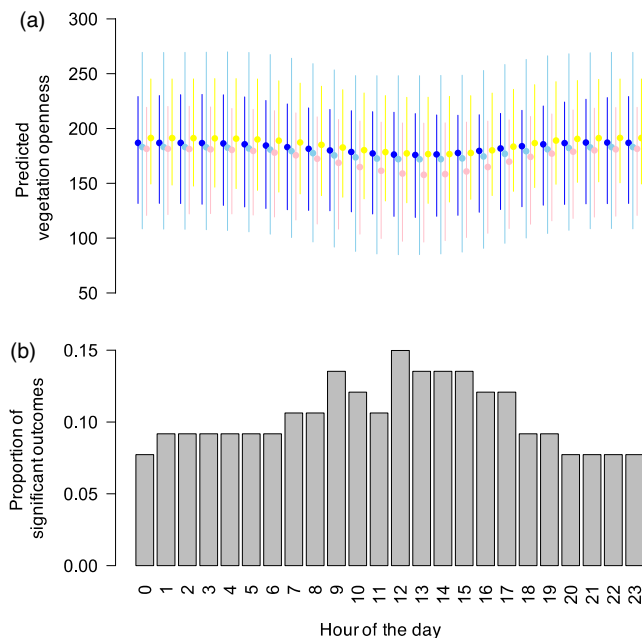 (a)
300
250
200
150
100
50
Predicted
vegetation openness
(b)
0.15
0.10
0.05
0.00
Proportion of
significant outcomes
0 1 2 3 4 5 6 7 8 9 10 11 12 13 14 15 16 17 18 19 20 21 22 23
Hour of the day